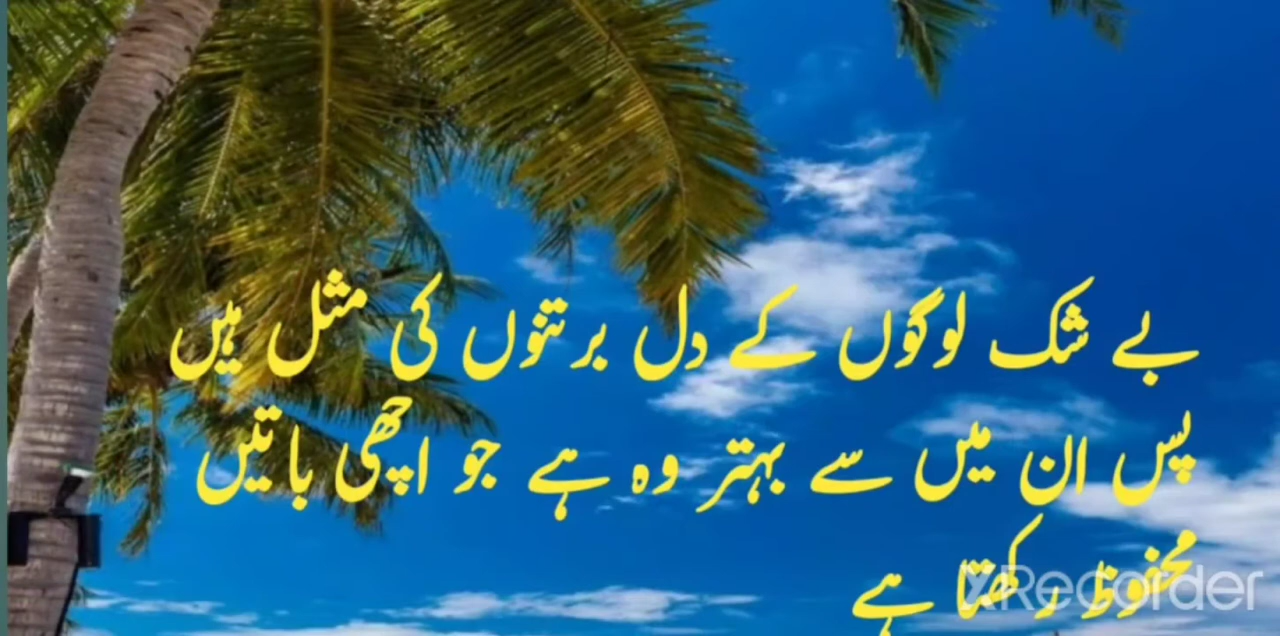 بے شک لوگوں کے دل برتنوں کی مثل ہیں
پس ان میں سے بہتر وہ ہے جو اچھی باتیں
محفوظ رکھتا ہے
XRecorder